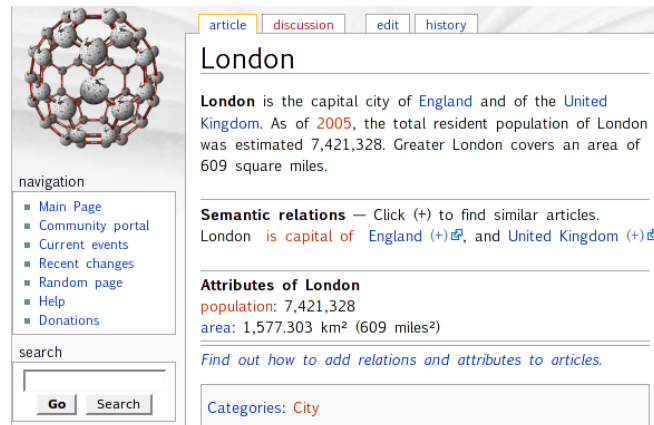 article
discussion
edit
history
London
London is the capital city of England and of the United
Kingdom. As of 2005, the total resident population of London
was estimated 7,421,328. Greater London covers an area of
609 square miles.
navigation
Main Page
Community portal
Current events
Recent changes
Random page
Help
Donations
Semantic relations — Click (+) to find similar articles.
London is capital of England (+), and United Kingdom (+)
Attributes of London
population: 7,421,328
area: 1,577.303 km² (609 miles²)
Find out how to add relations and attributes to articles.
search
Go Search
Categories: City